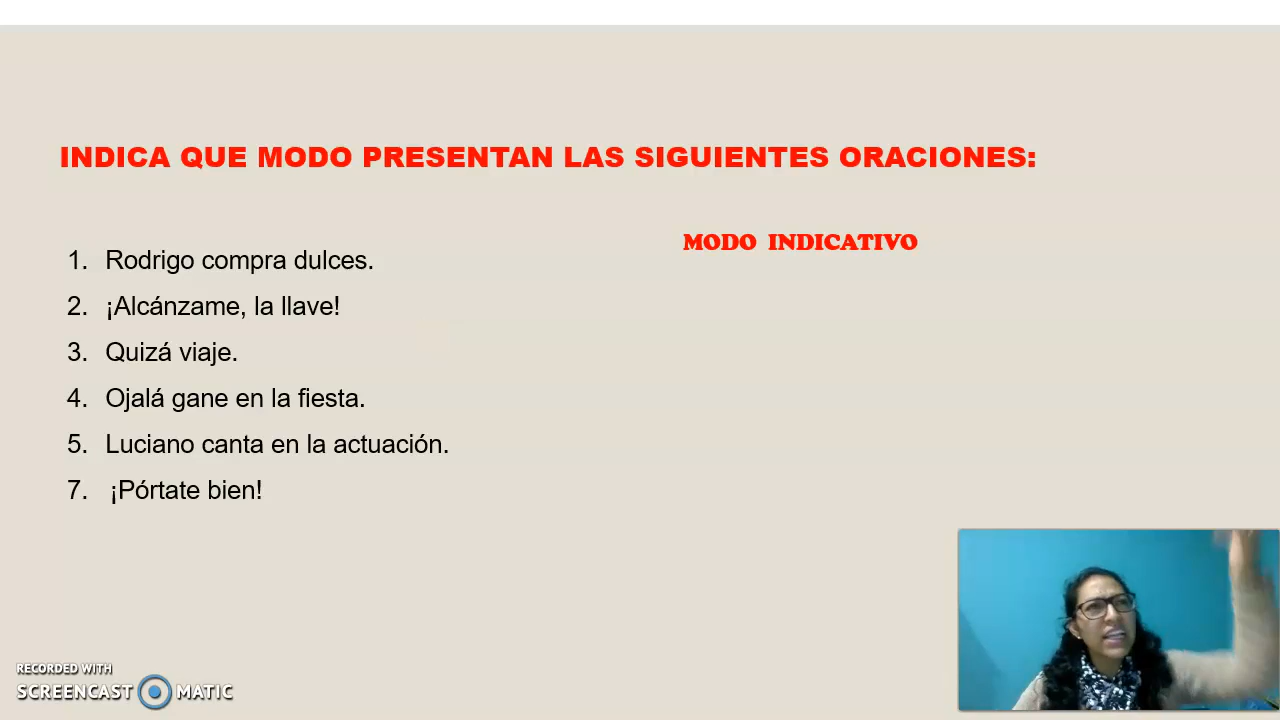 INDICA QUE MODO PRESENTAN LAS SIGUIENTES ORACIONES:
MODO INDICATIVO
1. Rodrigo compra dulces.
2. ¡Alcánzame, la llave!
3. Quizá viaje.
4. Ojalá gane en la fiesta.
5. Luciano canta en la actuación.
7. ¡Pórtate bien!
RECORDED WITH
SCREENCAST MATIC